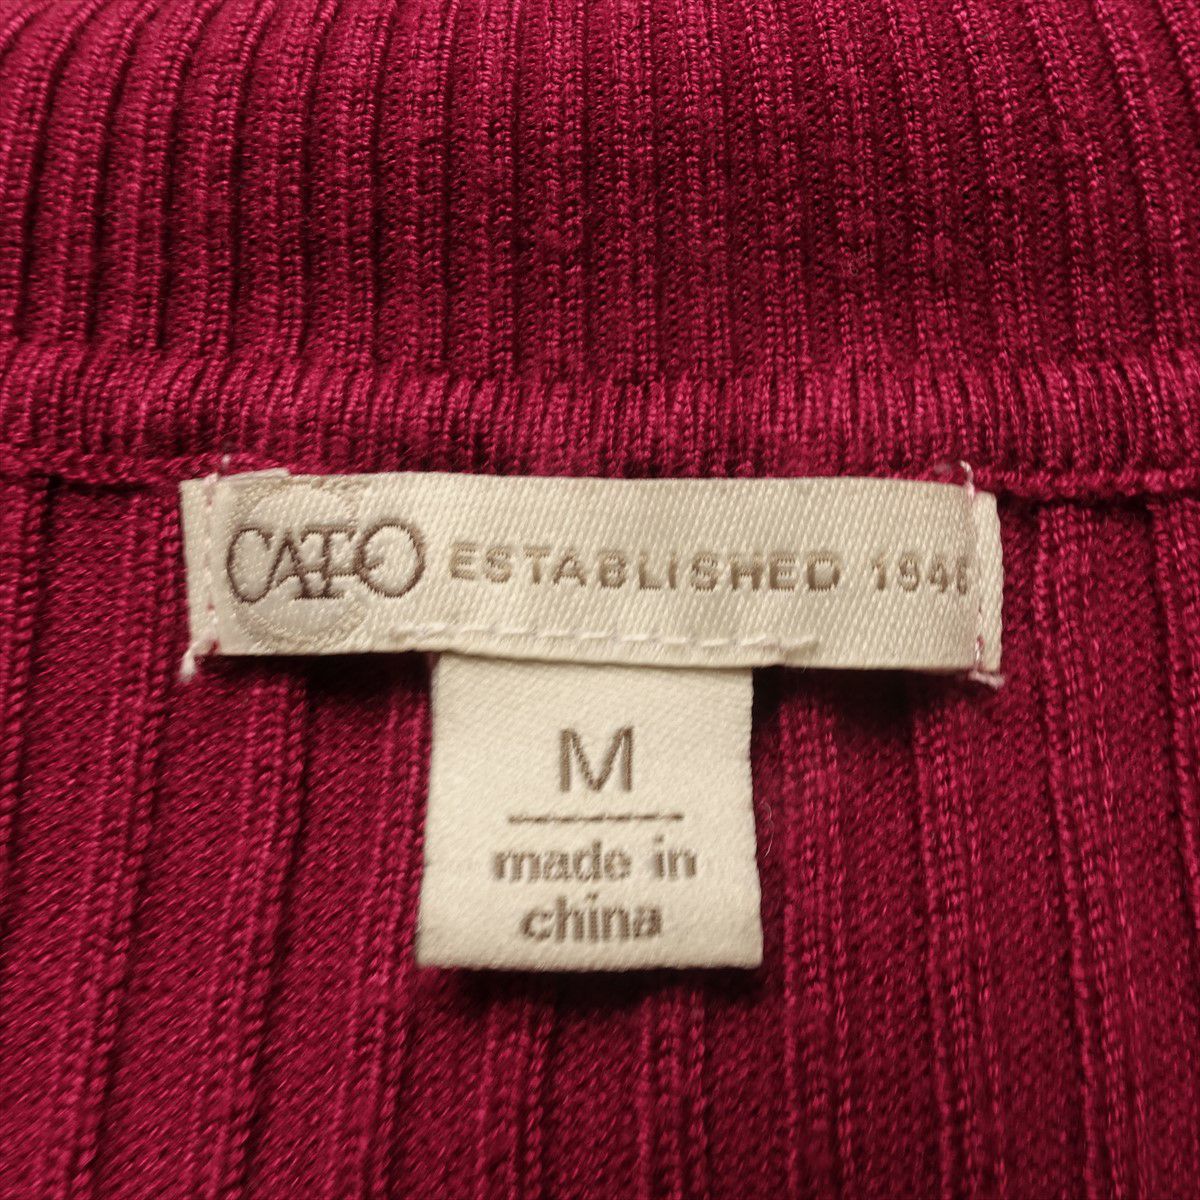 CATO ESTABLISHED 1946
M
made in
china